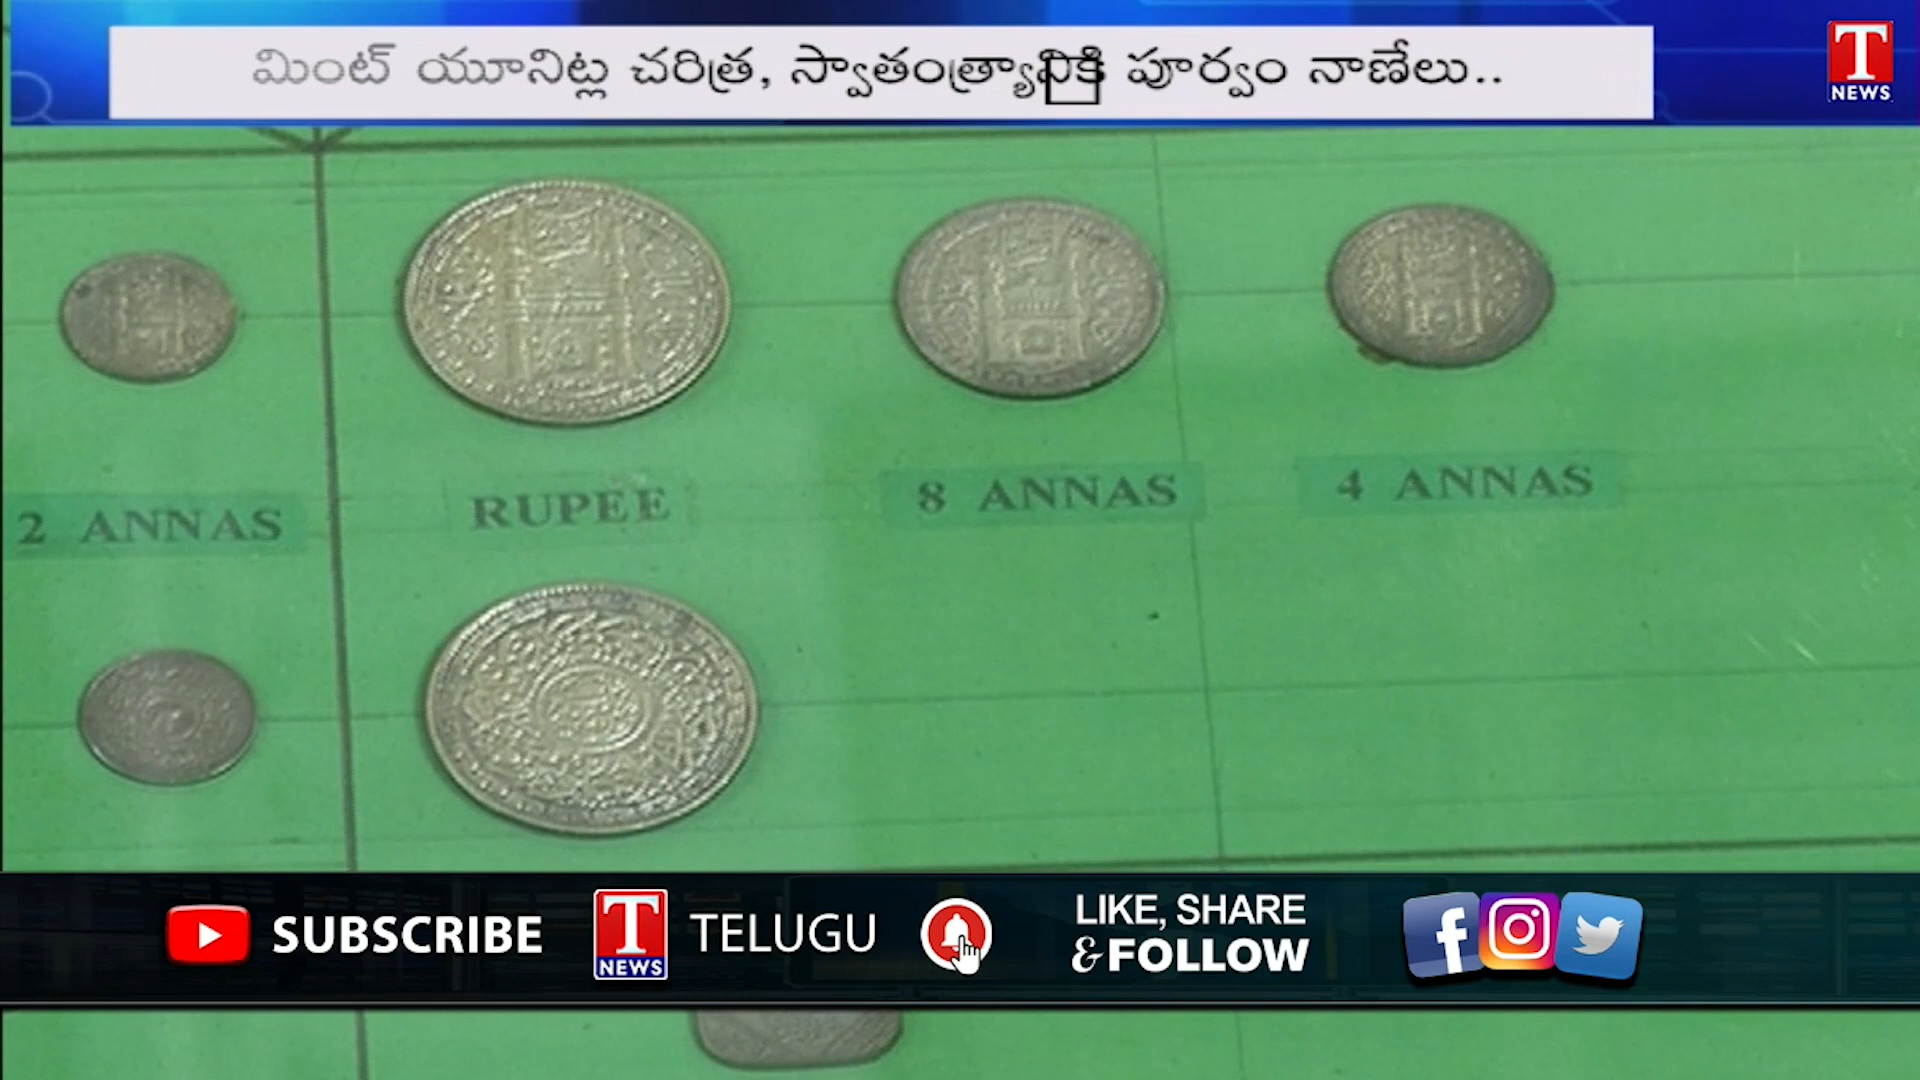 మింట్ యూనిట్ల చరిత్ర, స్వాతంత్ర్యానికి పూర్వం నాణేలు..
T
NEWS
2 ANNAS
RUPEE
8 ANNAS
4 ANNAS
SUBSCRIBE
T
NEWS
TELUGU
LIKE, SHARE
& FOLLOW